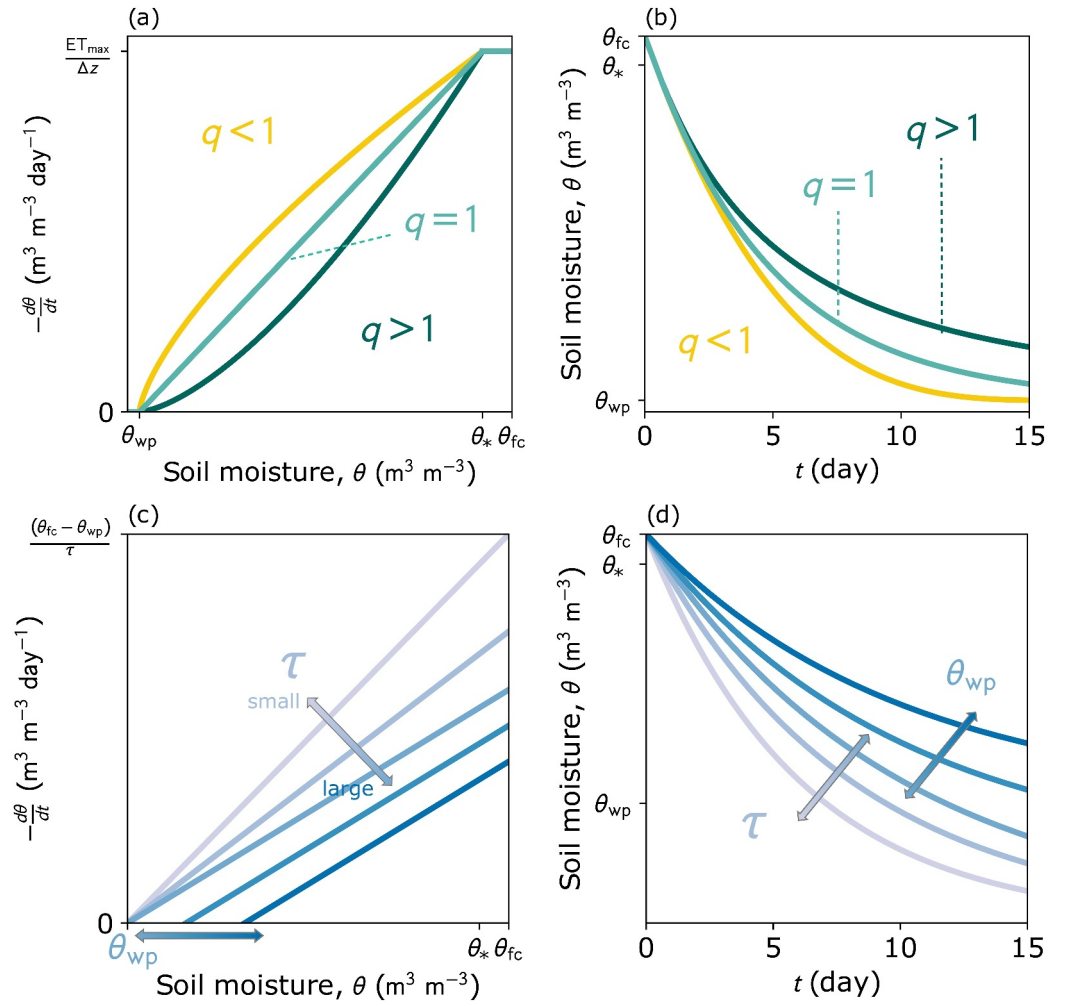 (a)
ET_max / Δz
−dθ/dt (m³ m⁻³ day⁻¹)
0
q < 1
q = 1
q > 1
θ_wp
θ_* θ_fc
Soil moisture, θ (m³ m⁻³)
(b)
θ_fc
θ_*
θ_wp
Soil moisture, θ (m³ m⁻³)
q > 1
q = 1
q < 1
0 5 10 15
t (day)
(c)
(θ_fc − θ_wp) / τ
−dθ/dt (m³ m⁻³ day⁻¹)
0
τ
small
large
θ_wp
θ_* θ_fc
Soil moisture, θ (m³ m⁻³)
(d)
θ_fc
θ_*
θ_wp
Soil moisture, θ (m³ m⁻³)
θ_wp
τ
0 5 10 15
t (day)